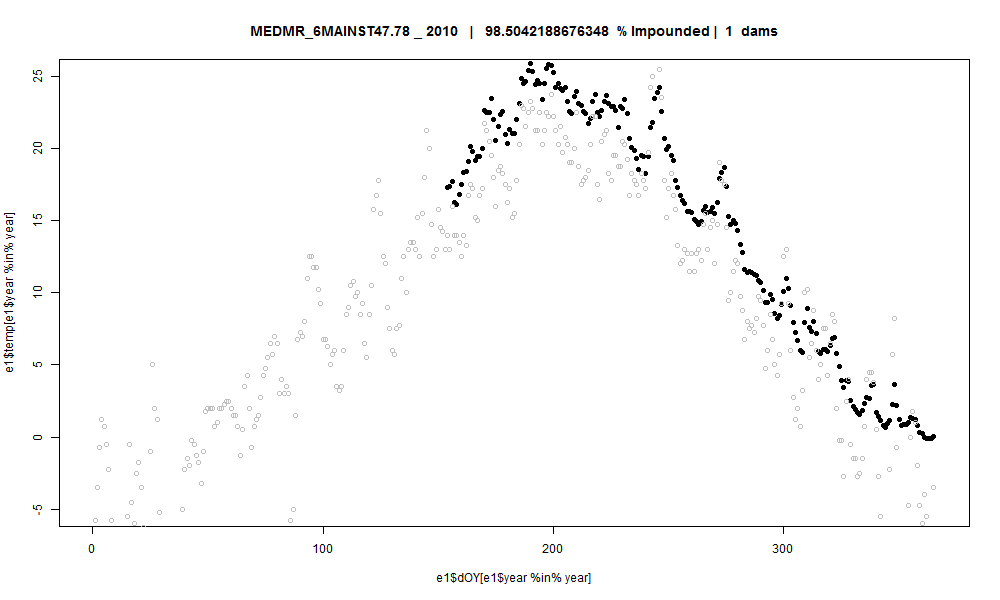 MEDMR_6MAINST47.78 _ 2010 | 98.5042188676348 % Impounded | 1 dams
e1$temp[e1$year %in% year]
25
20
15
10
5
0
-5
0 100 200 300
e1$dOY[e1$year %in% year]